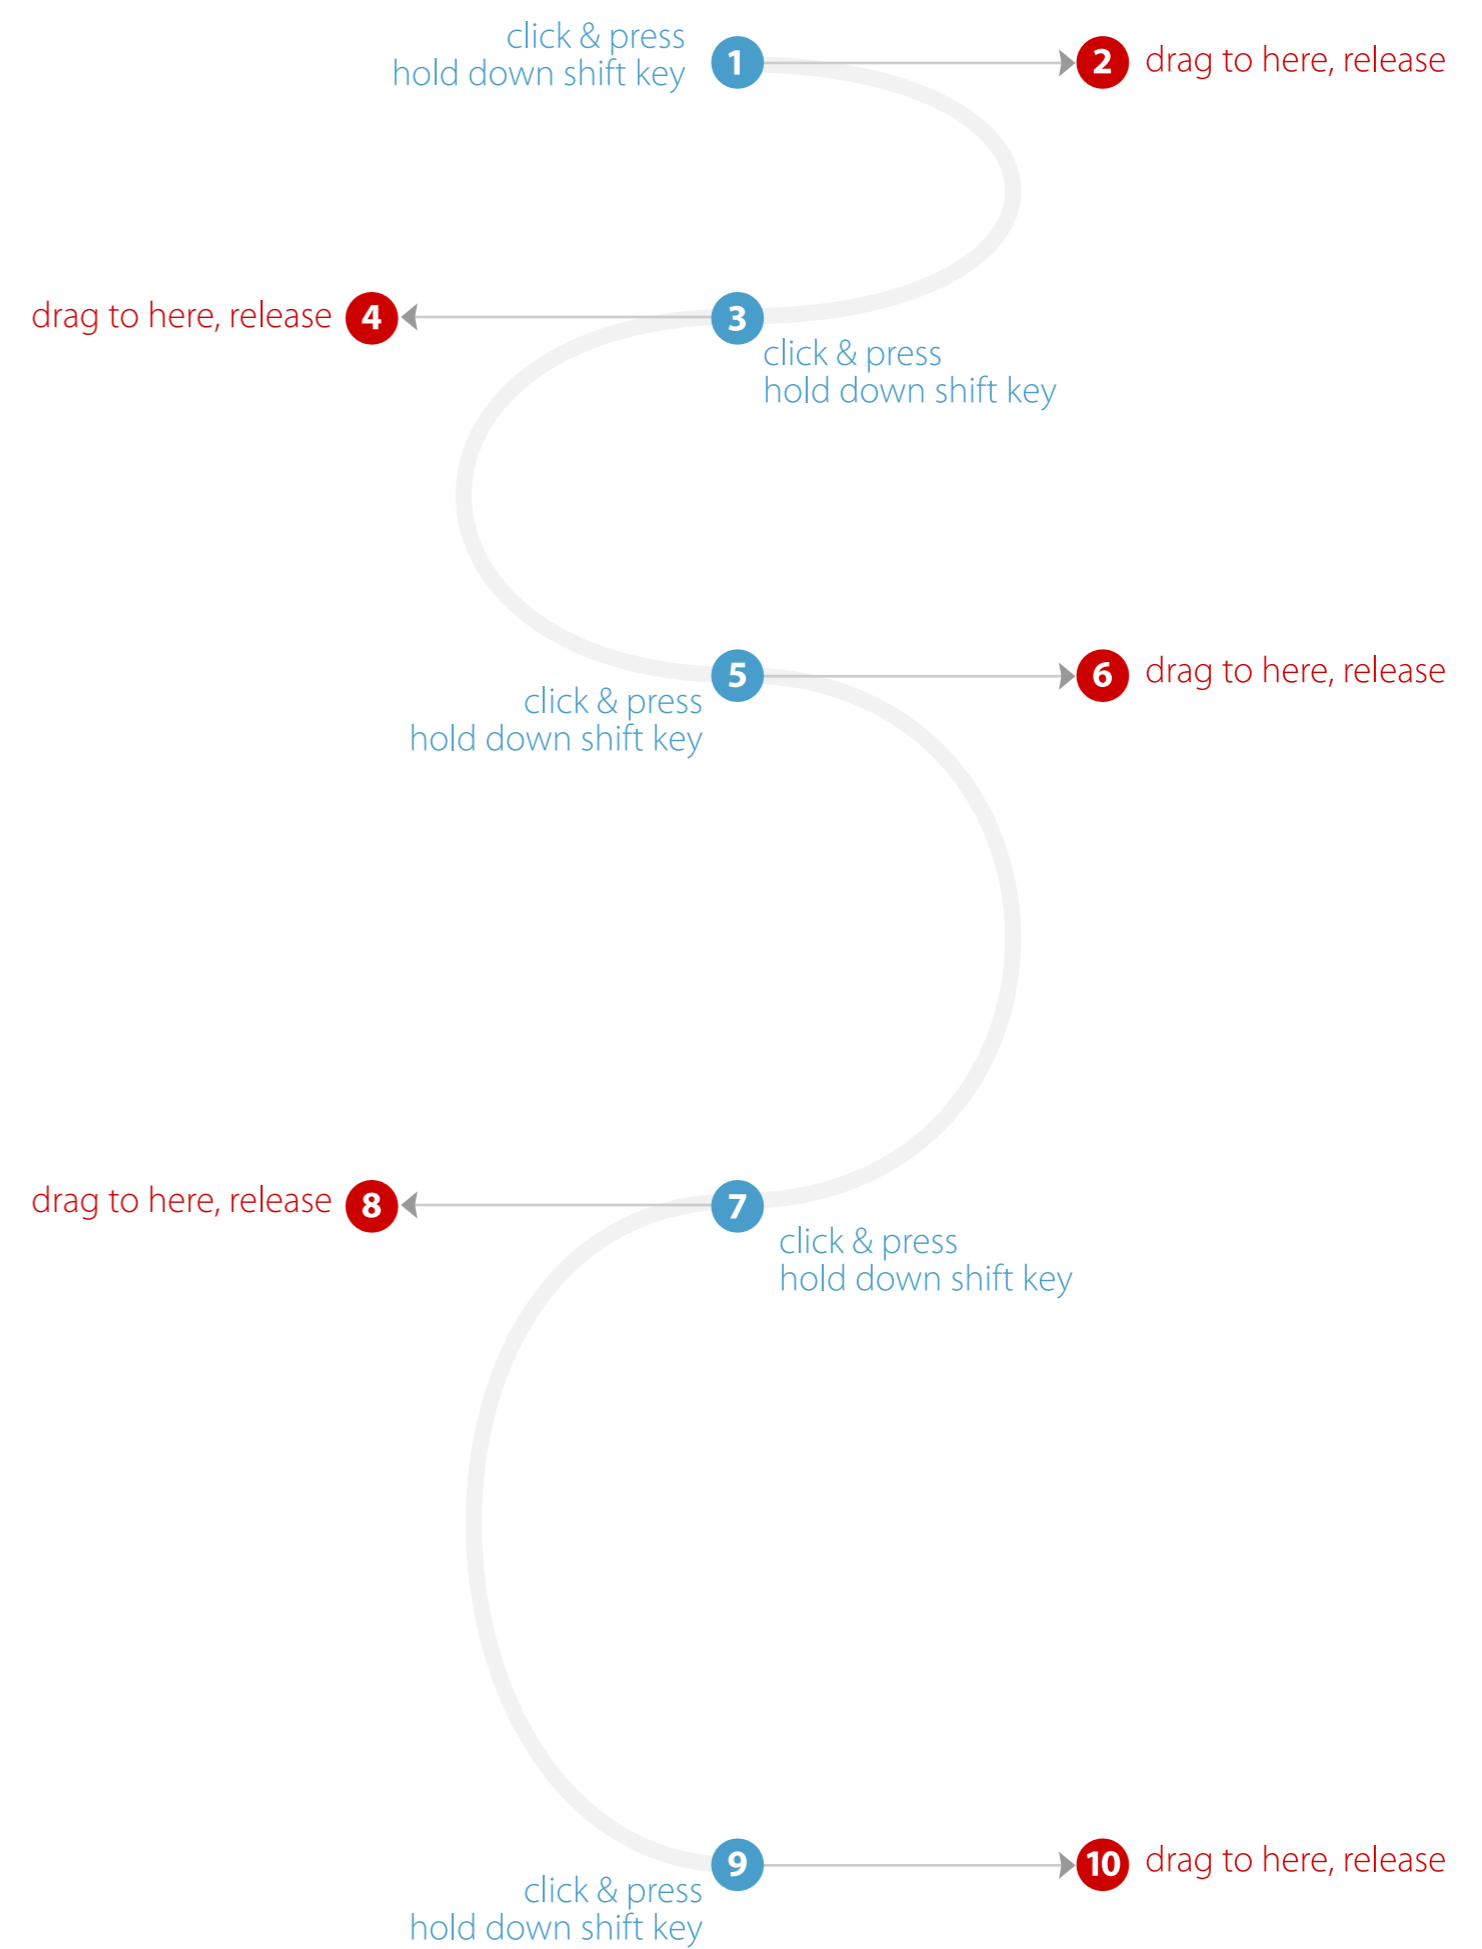 click & press
hold down shift key
1
2
drag to here, release
drag to here, release
4
3
click & press
hold down shift key
5
6
drag to here, release
click & press
hold down shift key
drag to here, release
8
7
click & press
hold down shift key
9
10
drag to here, release
click & press
hold down shift key